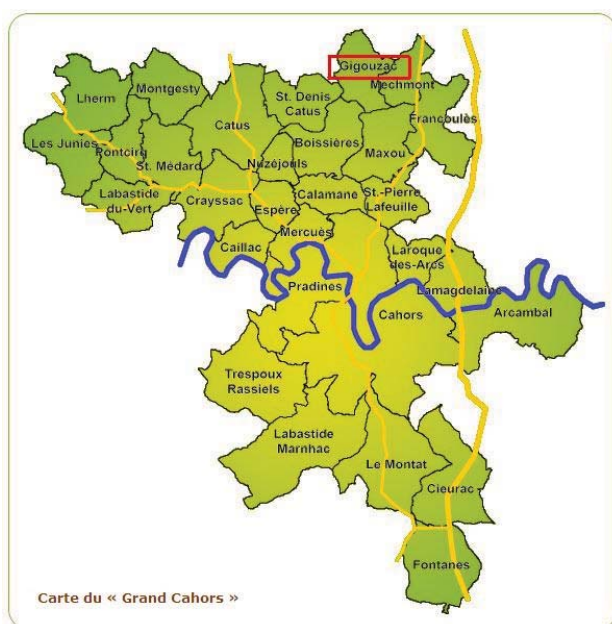 Gigouzac
Mechmont
Lherm
Montgesty
St. Denis
Catus
Francoulès
Catus
Les Junies
Pontcirq
St. Médard
Nuzéjouls
Boissières
Maxou
Labastide
du-Vert
Crayssac
Espère
Calamane
St.-Pierre
Lafeuille
Mercuès
Caillac
Laroque
des-Arcs
Pradines
Lamagdelaine
Cahors
Arcambal
Trespoux
Rassiels
Labastide
Marnhac
Le Montat
Cieurac
Fontanes
Carte du « Grand Cahors »